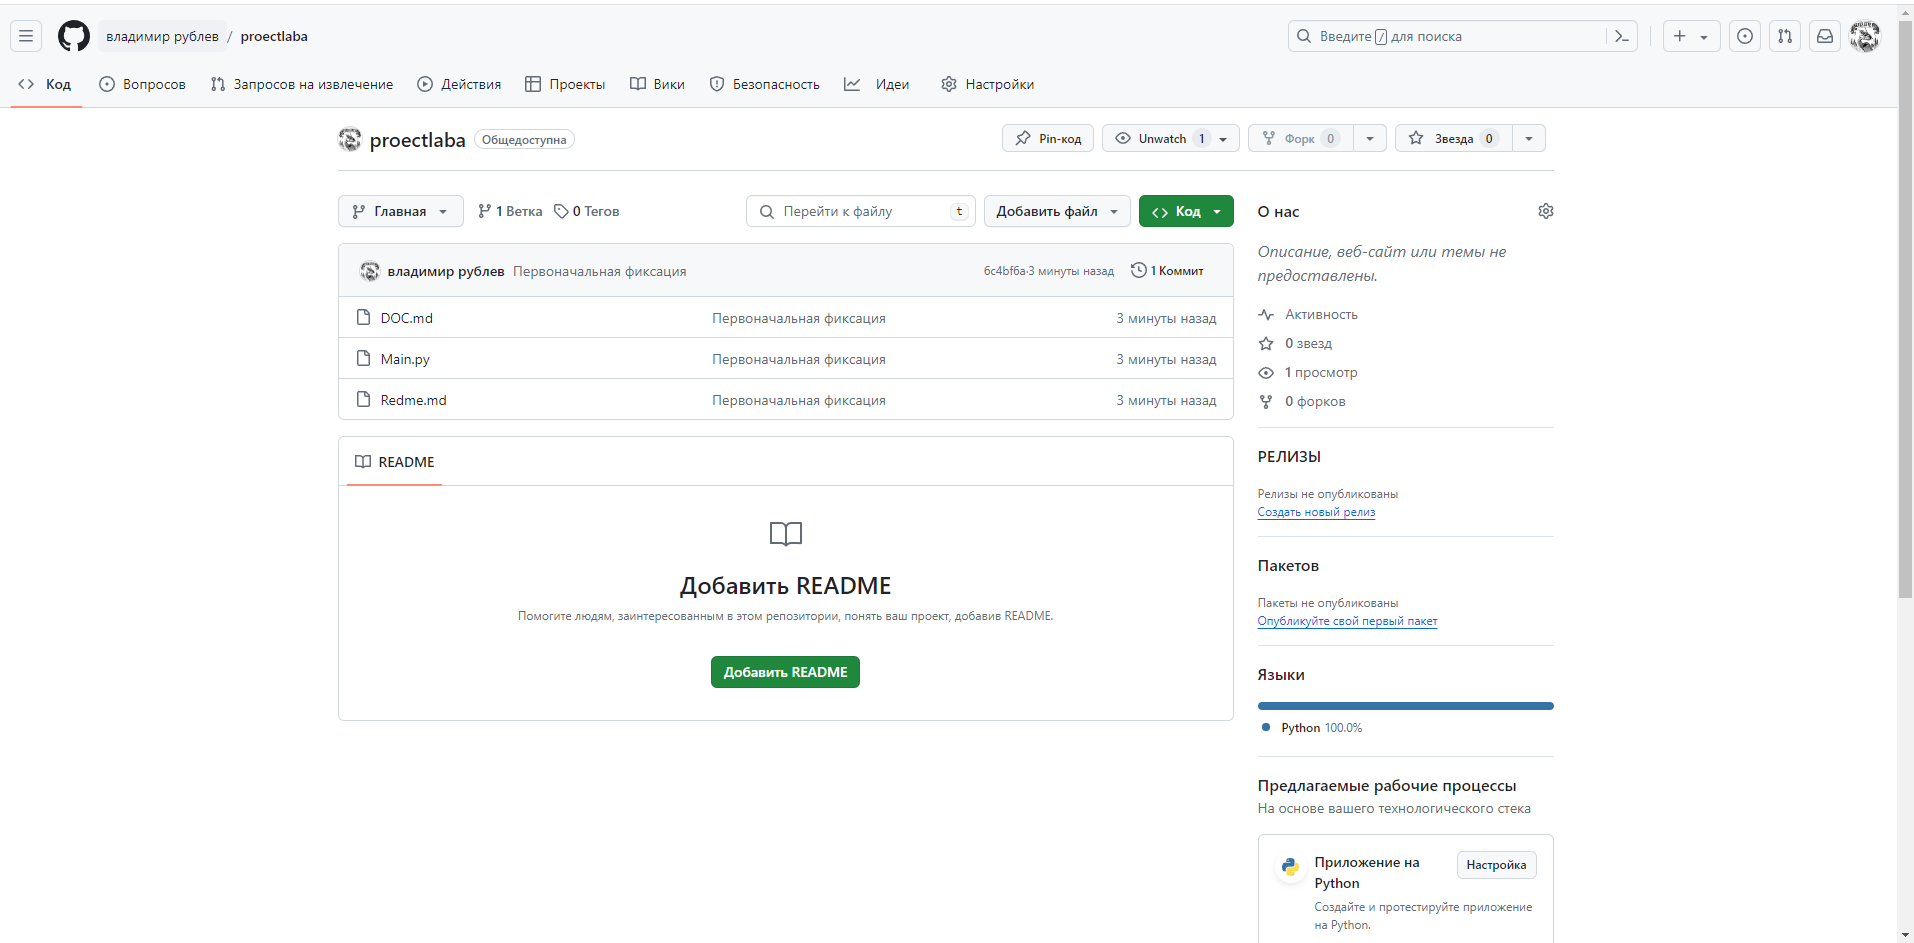 владимир рублев / proectlaba
Введите / для поиска
Код Вопросов Запросов на извлечение Действия Проекты Вики Безопасность Идеи Настройки
proectlaba Общедоступна
Pin-код Unwatch 1 Форк 0 Звезда 0
Главная 1 Ветка 0 Тегов Перейти к файлу t Добавить файл Код
владимир рублев Первоначальная фиксация 6c4bf6a·3 минуты назад 1 Коммит
DOC.md Первоначальная фиксация 3 минуты назад
Main.py Первоначальная фиксация 3 минуты назад
Redme.md Первоначальная фиксация 3 минуты назад
README
Добавить README
Помогите людям, заинтересованным в этом репозитории, понять ваш проект, добавив README.
Добавить README
О нас
Описание, веб-сайт или темы не
предоставлены.
Активность
0 звезд
1 просмотр
0 форков
РЕЛИЗЫ
Релизы не опубликованы
Создать новый релиз
Пакетов
Пакеты не опубликованы
Опубликуйте свой первый пакет
Языки
Python 100.0%
Предлагаемые рабочие процессы
На основе вашего технологического стека
Приложение на
Python
Настройка
Создайте и протестируйте приложение
на Python.